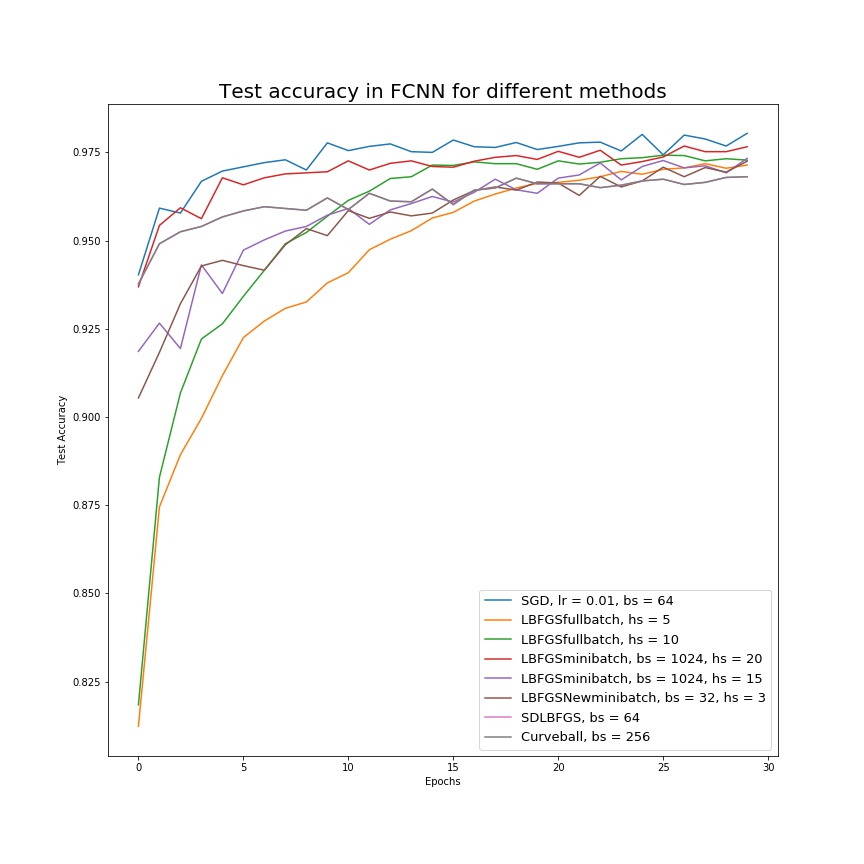 Test accuracy in FCNN for different methods
0.975
0.950
0.925
0.900
0.875
0.850
0.825
Test Accuracy
SGD, lr = 0.01, bs = 64
LBFGSfullbatch, hs = 5
LBFGSfullbatch, hs = 10
LBFGSminibatch, bs = 1024, hs = 20
LBFGSminibatch, bs = 1024, hs = 15
LBFGSNewminibatch, bs = 32, hs = 3
SDLBFGS, bs = 64
Curveball, bs = 256
0 5 10 15 20 25 30
Epochs